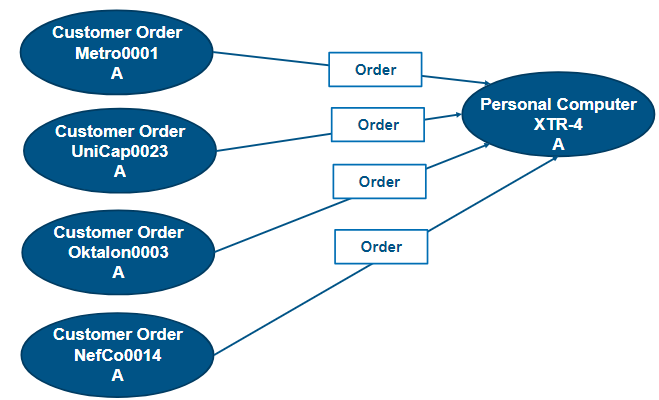 Customer Order
Metro0001
A
Order
Personal Computer
XTR-4
A
Customer Order
UniCap0023
A
Order
Customer Order
Oktalon0003
A
Order
Customer Order
NefCo0014
A
Order